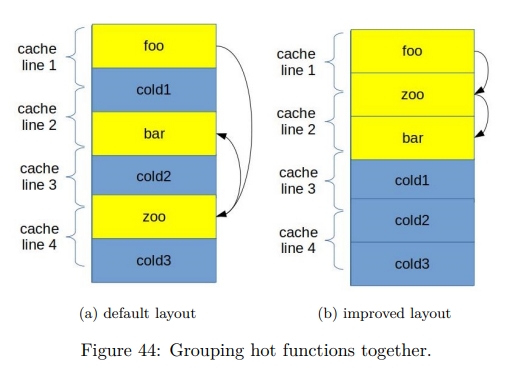 cache
line 1
cache
line 2
cache
line 3
cache
line 4
foo
cold1
bar
cold2
zoo
cold3
(a) default layout
cache
line 1
cache
line 2
cache
line 3
cache
line 4
foo
zoo
bar
cold1
cold2
cold3
(b) improved layout
Figure 44: Grouping hot functions together.